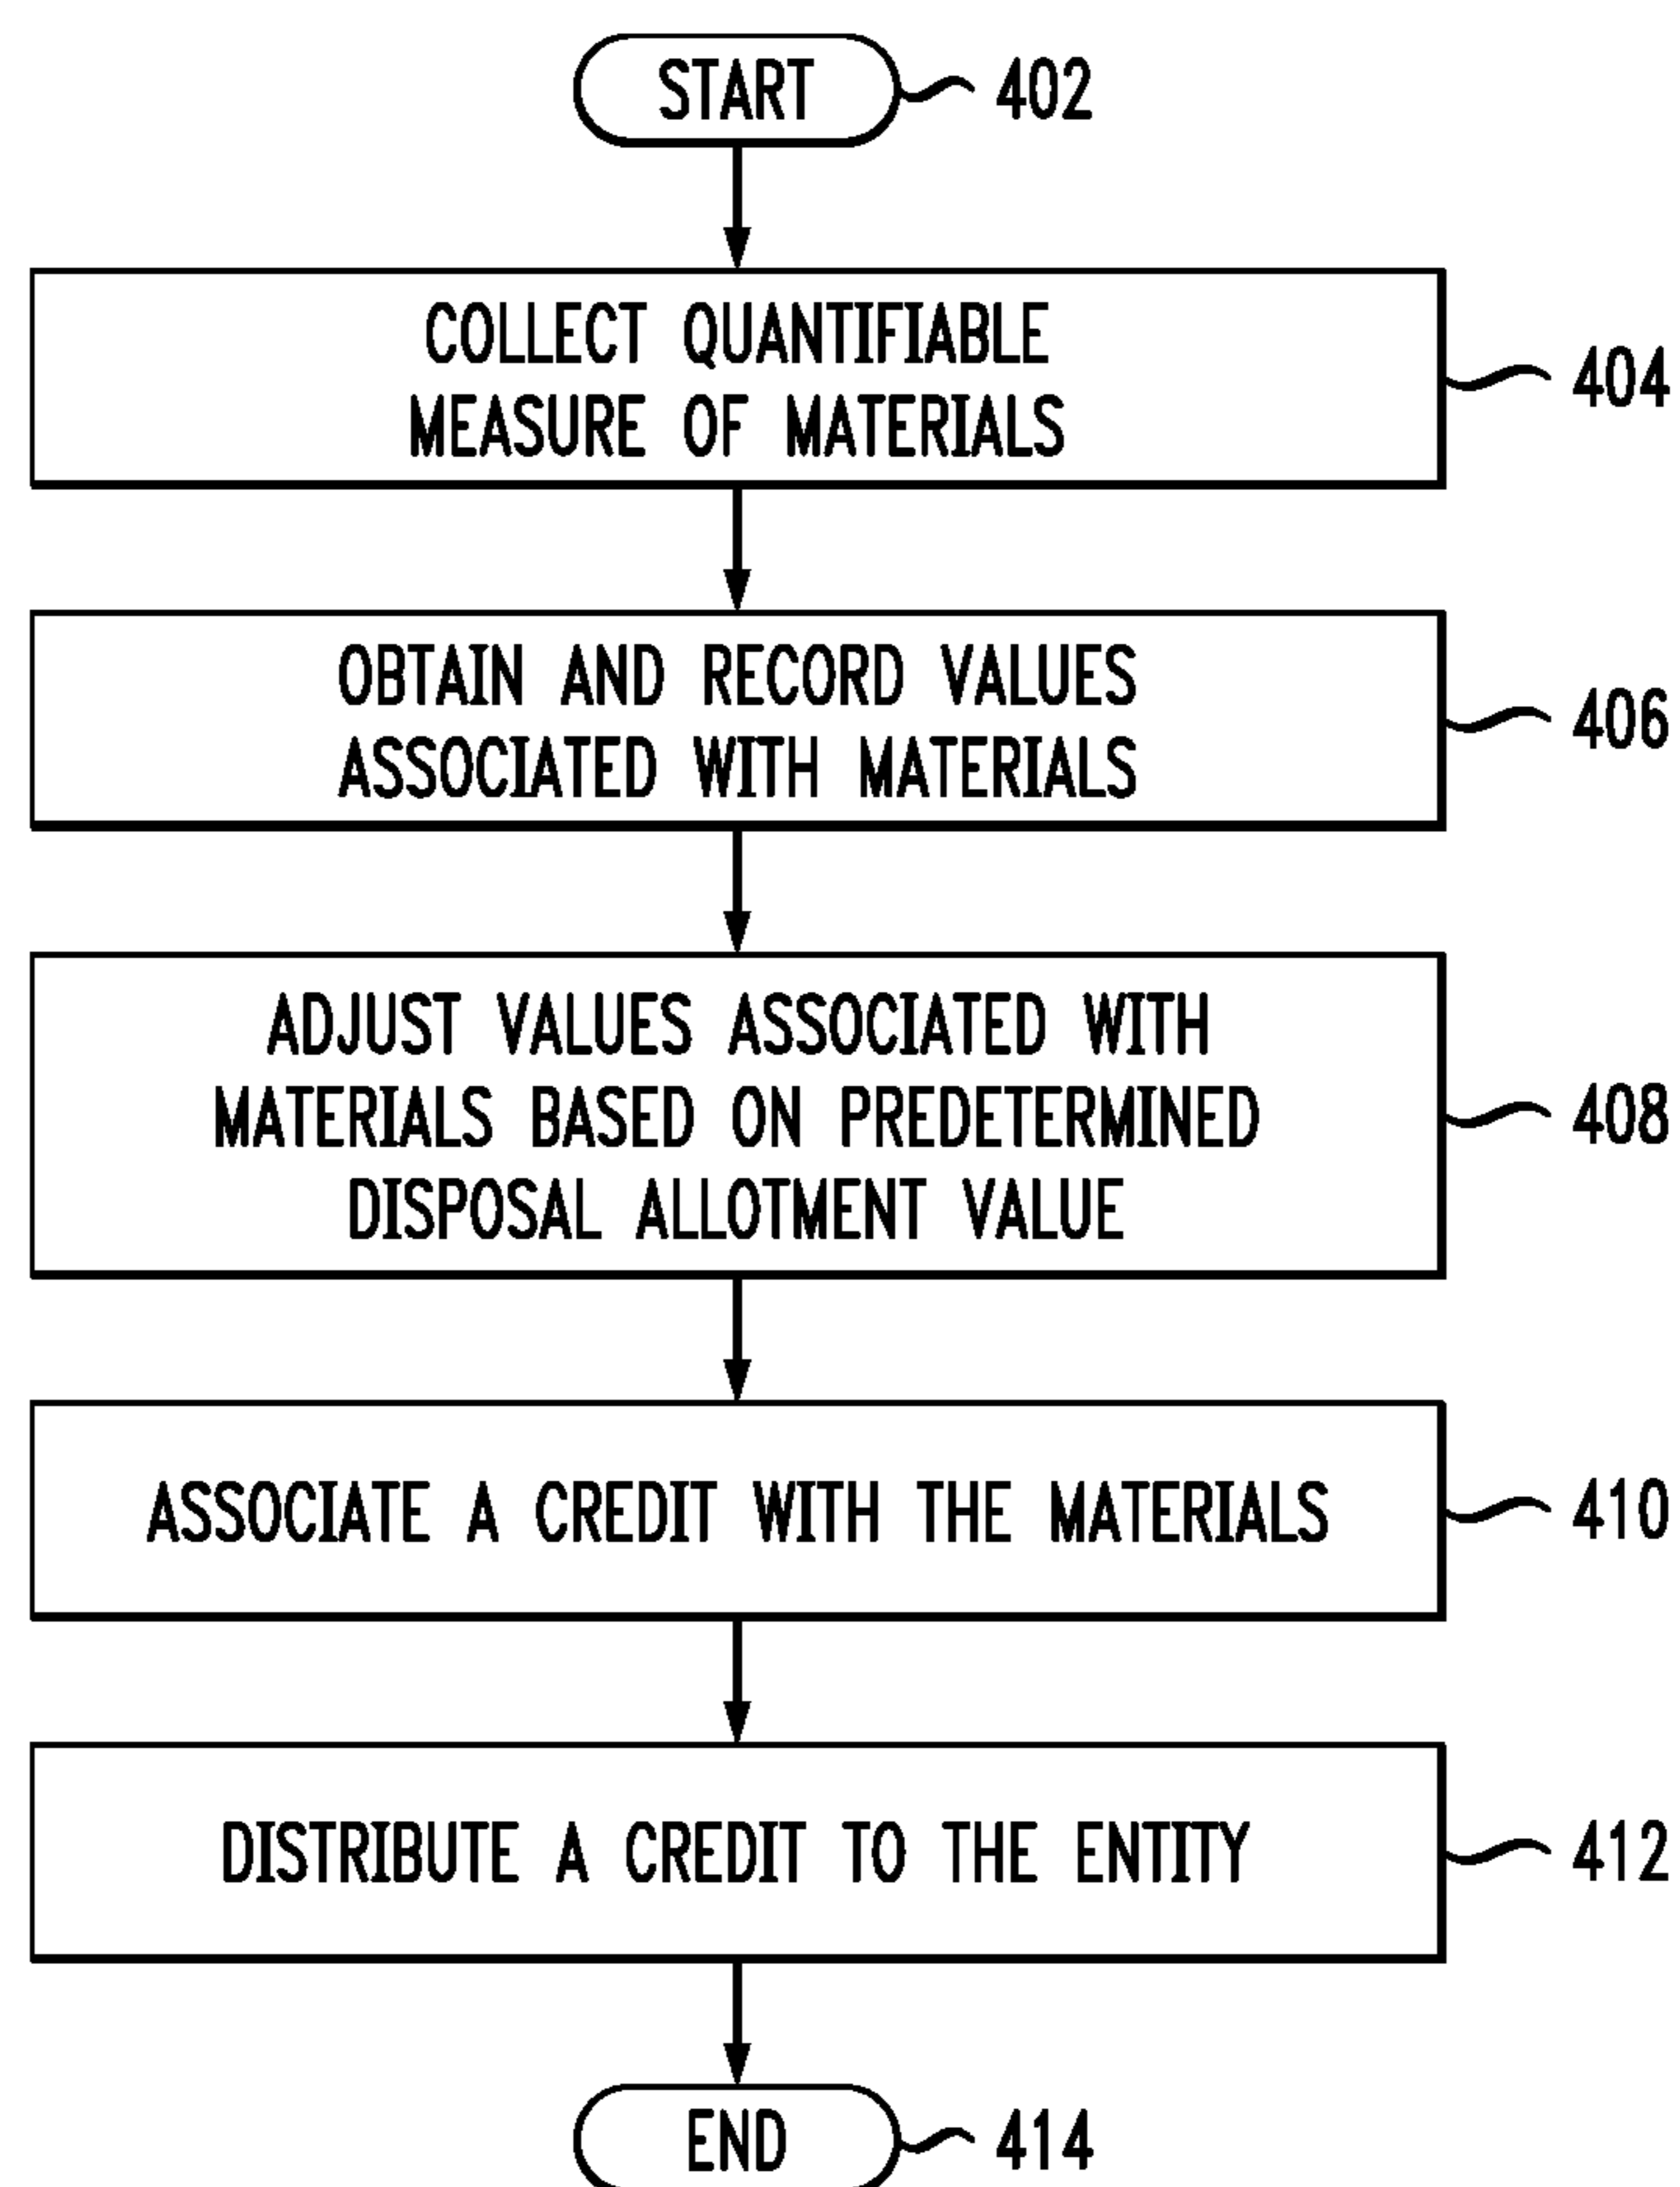 START
402
COLLECT QUANTIFIABLE
MEASURE OF MATERIALS
404
OBTAIN AND RECORD VALUES
ASSOCIATED WITH MATERIALS
406
ADJUST VALUES ASSOCIATED WITH
MATERIALS BASED ON PREDETERMINED
DISPOSAL ALLOTMENT VALUE
408
ASSOCIATE A CREDIT WITH THE MATERIALS
410
DISTRIBUTE A CREDIT TO THE ENTITY
412
END
414